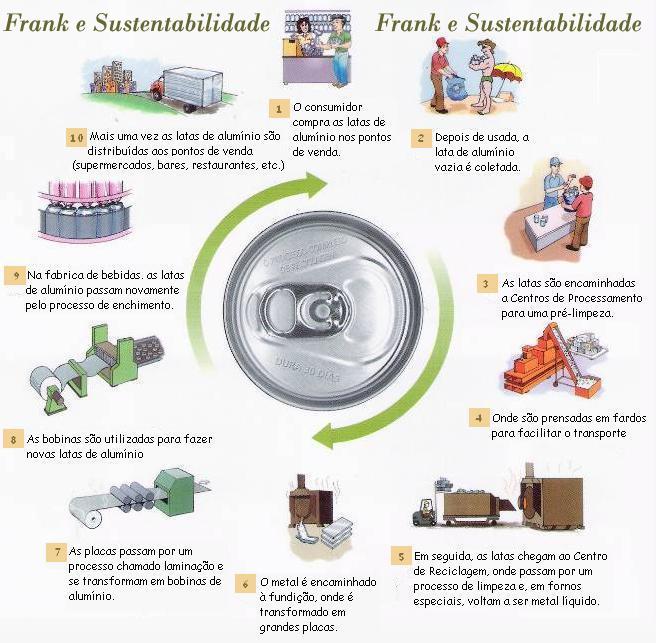 Frank e Sustentabilidade
Frank e Sustentabilidade
1 O consumidor
compra as latas de
alumínio nos pontos
de venda.
2 Depois de usada, a
lata de alumínio
vazia é coletada.
3 As latas são encaminhadas
a Centros de Processamento
para uma pré-limpeza.
4 Onde são prensadas em fardos
para facilitar o transporte
5 Em seguida, as latas chegam ao Centro
de Reciclagem, onde passam por um
processo de limpeza e, em fornos
especiais, voltam a ser metal líquido.
6 O metal é encaminhado
à fundição, onde é
transformado em
grandes placas.
7 As placas passam por um
processo chamado laminação e
se transformam em bobinas de
alumínio.
8 As bobinas são utilizadas para fazer
novas latas de alumínio
9 Na fabrica de bebidas. as latas
de alumínio passam novamente
pelo processo de enchimento.
10 Mais uma vez as latas de alumínio são
distribuídas aos pontos de venda
(supermercados, bares, restaurantes, etc.)
O PROCESSO COMPLETO
DE RECICLAGEM
DURA 30 DIAS